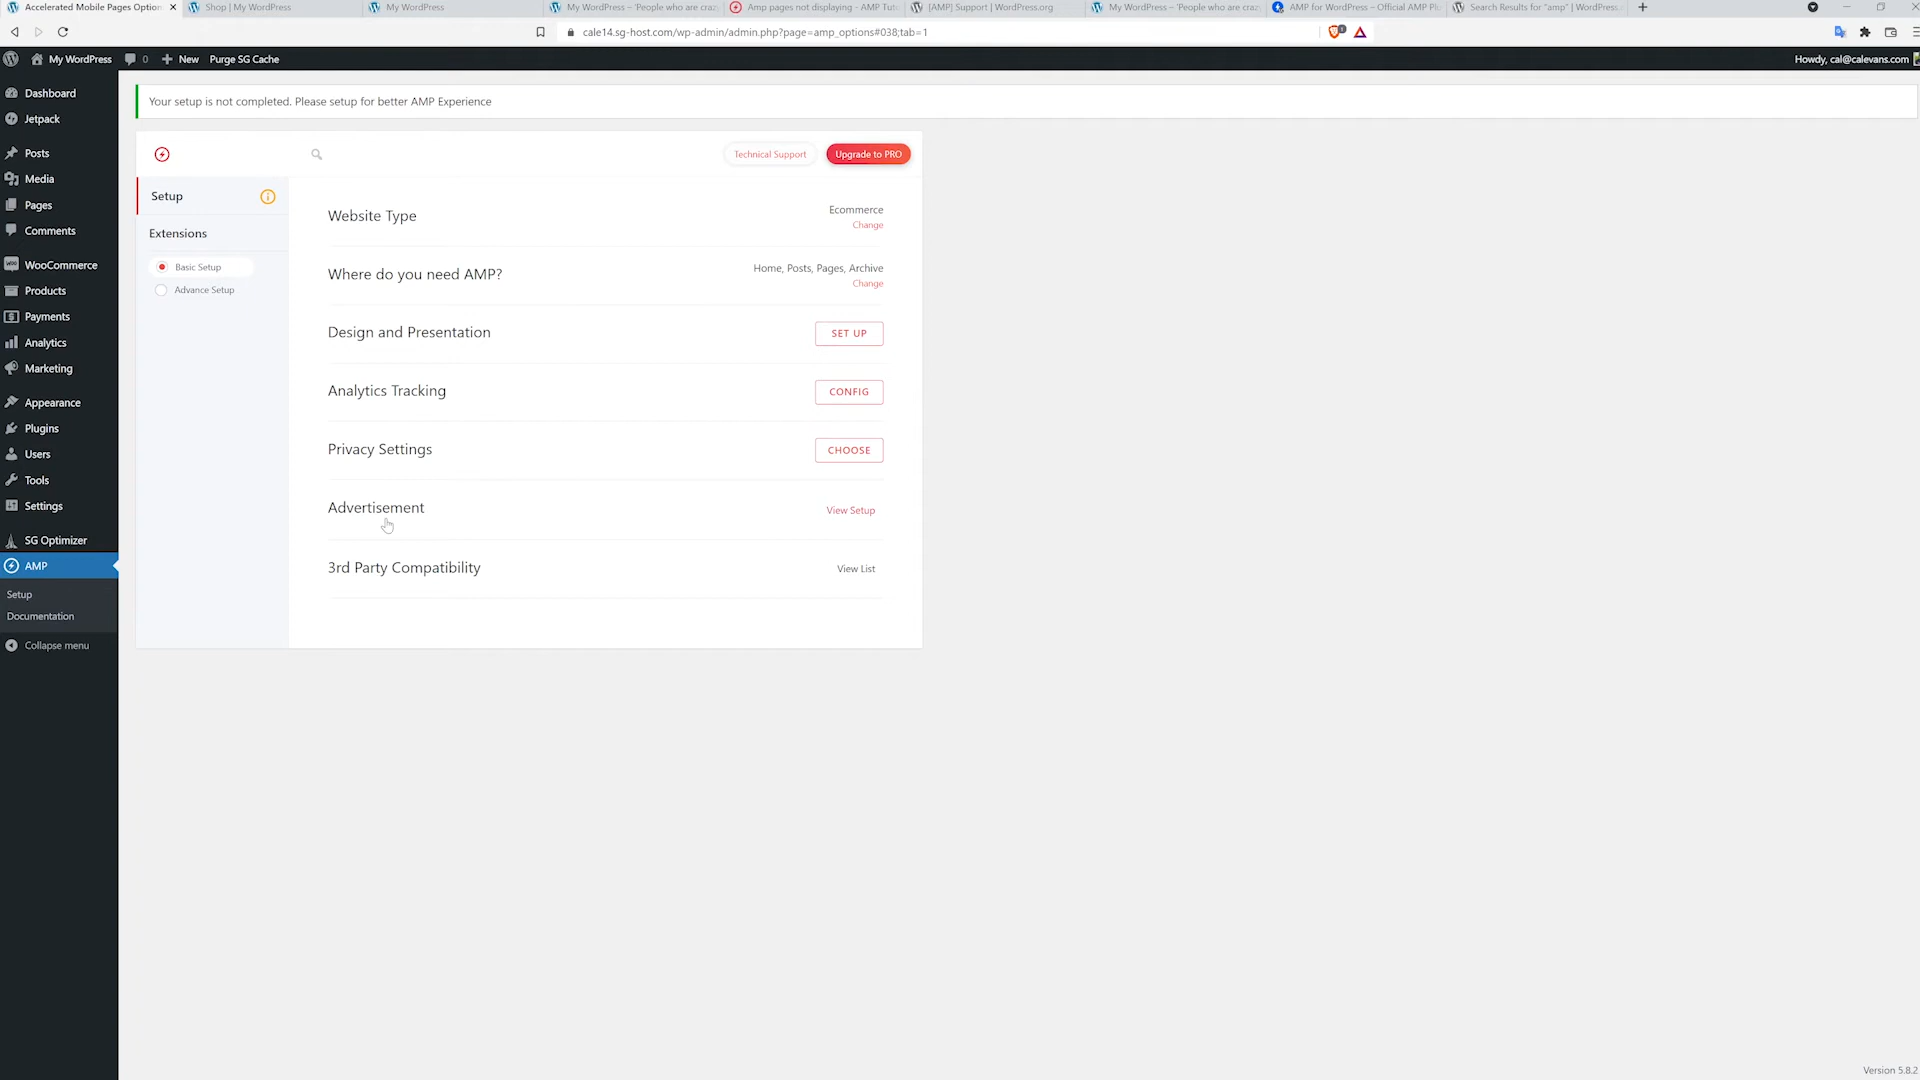 Accelerated Mobile Pages Option
Shop | My WordPress
My WordPress
My WordPress – 'People who are craz
Amp pages not displaying - AMP Tut
[AMP] Support | WordPress.org
My WordPress – 'People who are craz
AMP for WordPress – Official AMP Pl
Search Results for "amp" | WordPress.
cale14.sg-host.com/wp-admin/admin.php?page=amp_options#038;tab=1
My WordPress
0
New
Purge SG Cache
Howdy, cal@calevans.com
Dashboard
Jetpack
Posts
Media
Pages
Comments
WooCommerce
Products
Payments
Analytics
Marketing
Appearance
Plugins
Users
Tools
Settings
SG Optimizer
AMP
Setup
Documentation
Collapse menu
Your setup is not completed. Please setup for better AMP Experience
Technical Support
Upgrade to PRO
Setup
Extensions
Basic Setup
Advance Setup
Website Type
Ecommerce
Change
Where do you need AMP?
Home, Posts, Pages, Archive
Change
Design and Presentation
SET UP
Analytics Tracking
CONFIG
Privacy Settings
CHOOSE
Advertisement
View Setup
3rd Party Compatibility
View List
Version 5.8.2